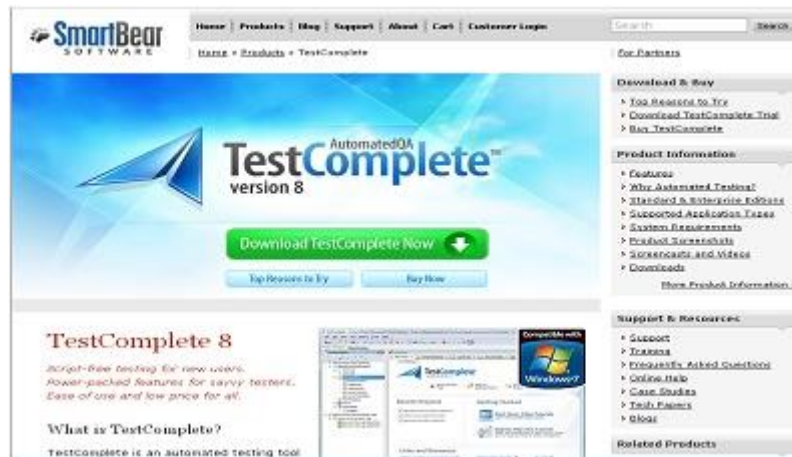 SmartBear
SOFTWARE
Home | Products | Blog | Support | About | Cart | Customer Login
Search
Search
Home » Products » TestComplete
For Partners
AutomatedQA
TestComplete™
version 8
Download TestComplete Now
Top Reasons to Try
Buy Now
TestComplete 8
Script-free testing for new users.
Power-packed features for savvy testers.
Ease of use and low price for all.
What is TestComplete?
TestComplete is an automated testing tool
Compatible with
Windows 7
TestComplete
Download & Buy
Top Reasons to Try
Download TestComplete Trial
Buy TestComplete
Product Information
Features
Why Automated Testing?
Standard & Enterprise Editions
Supported Application Types
System Requirements
Product Screenshots
Screencasts and Videos
Downloads
More Product Information
Support & Resources
Support
Training
Frequently Asked Questions
Online Help
Case Studies
Tech Papers
Blogs
Related Products